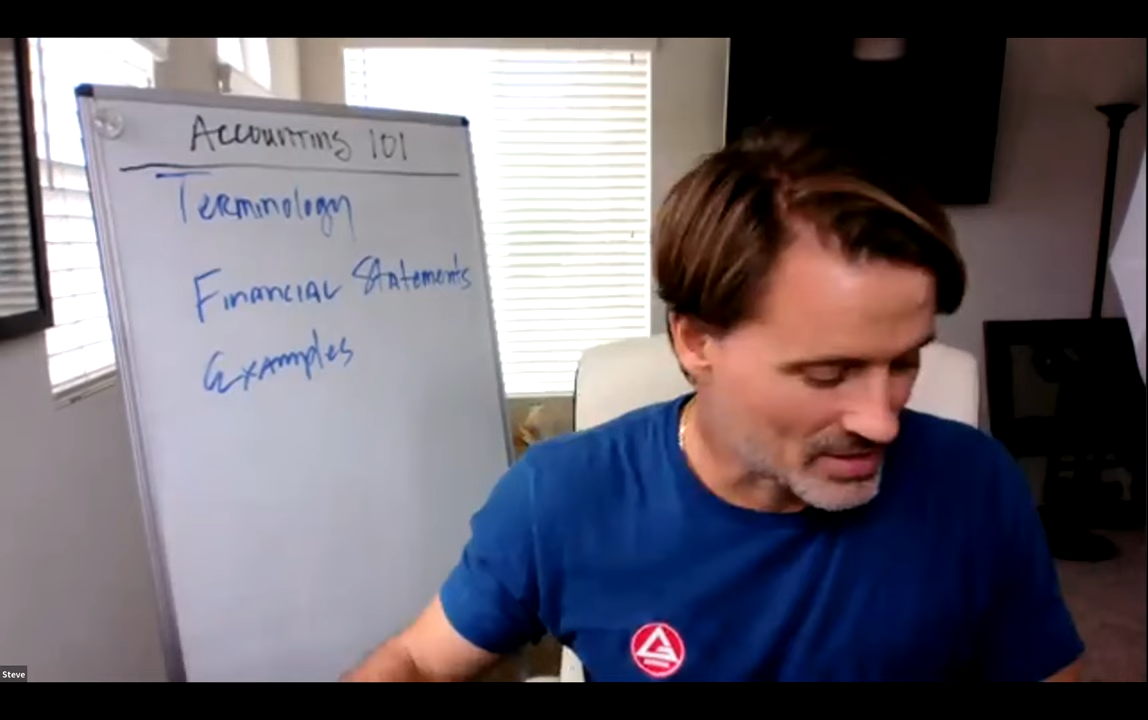 Accounting 101
Terminology
Financial Statements
Examples
Steve